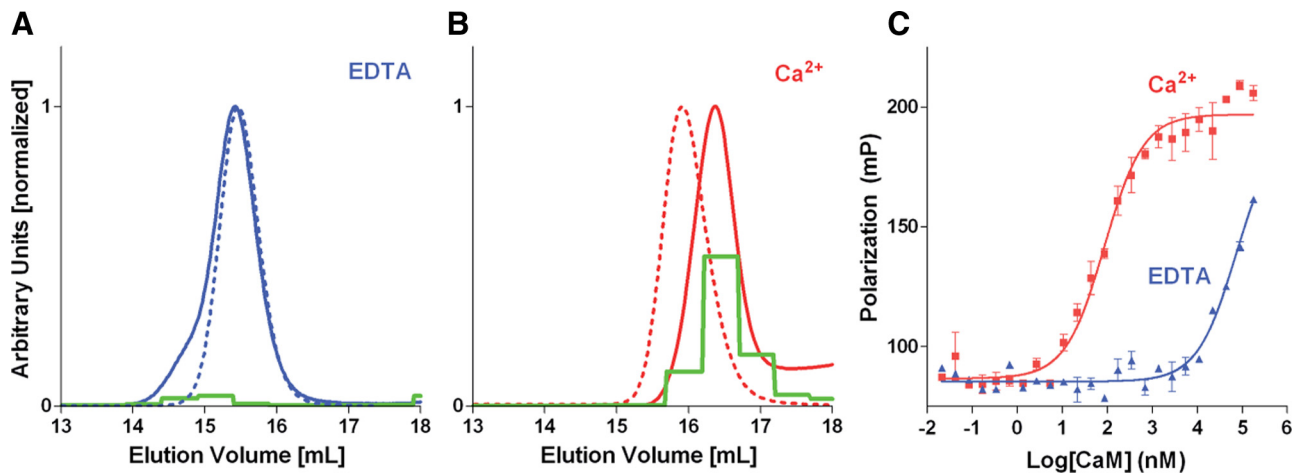 A
EDTA
Arbitrary Units [normalized]
1
0
13 14 15 16 17 18
Elution Volume [mL]
B
Ca²⁺
1
0
13 14 15 16 17 18
Elution Volume [mL]
C
Ca²⁺
EDTA
Polarization (mP)
200
150
100
-2 -1 0 1 2 3 4 5 6
Log[CaM] (nM)